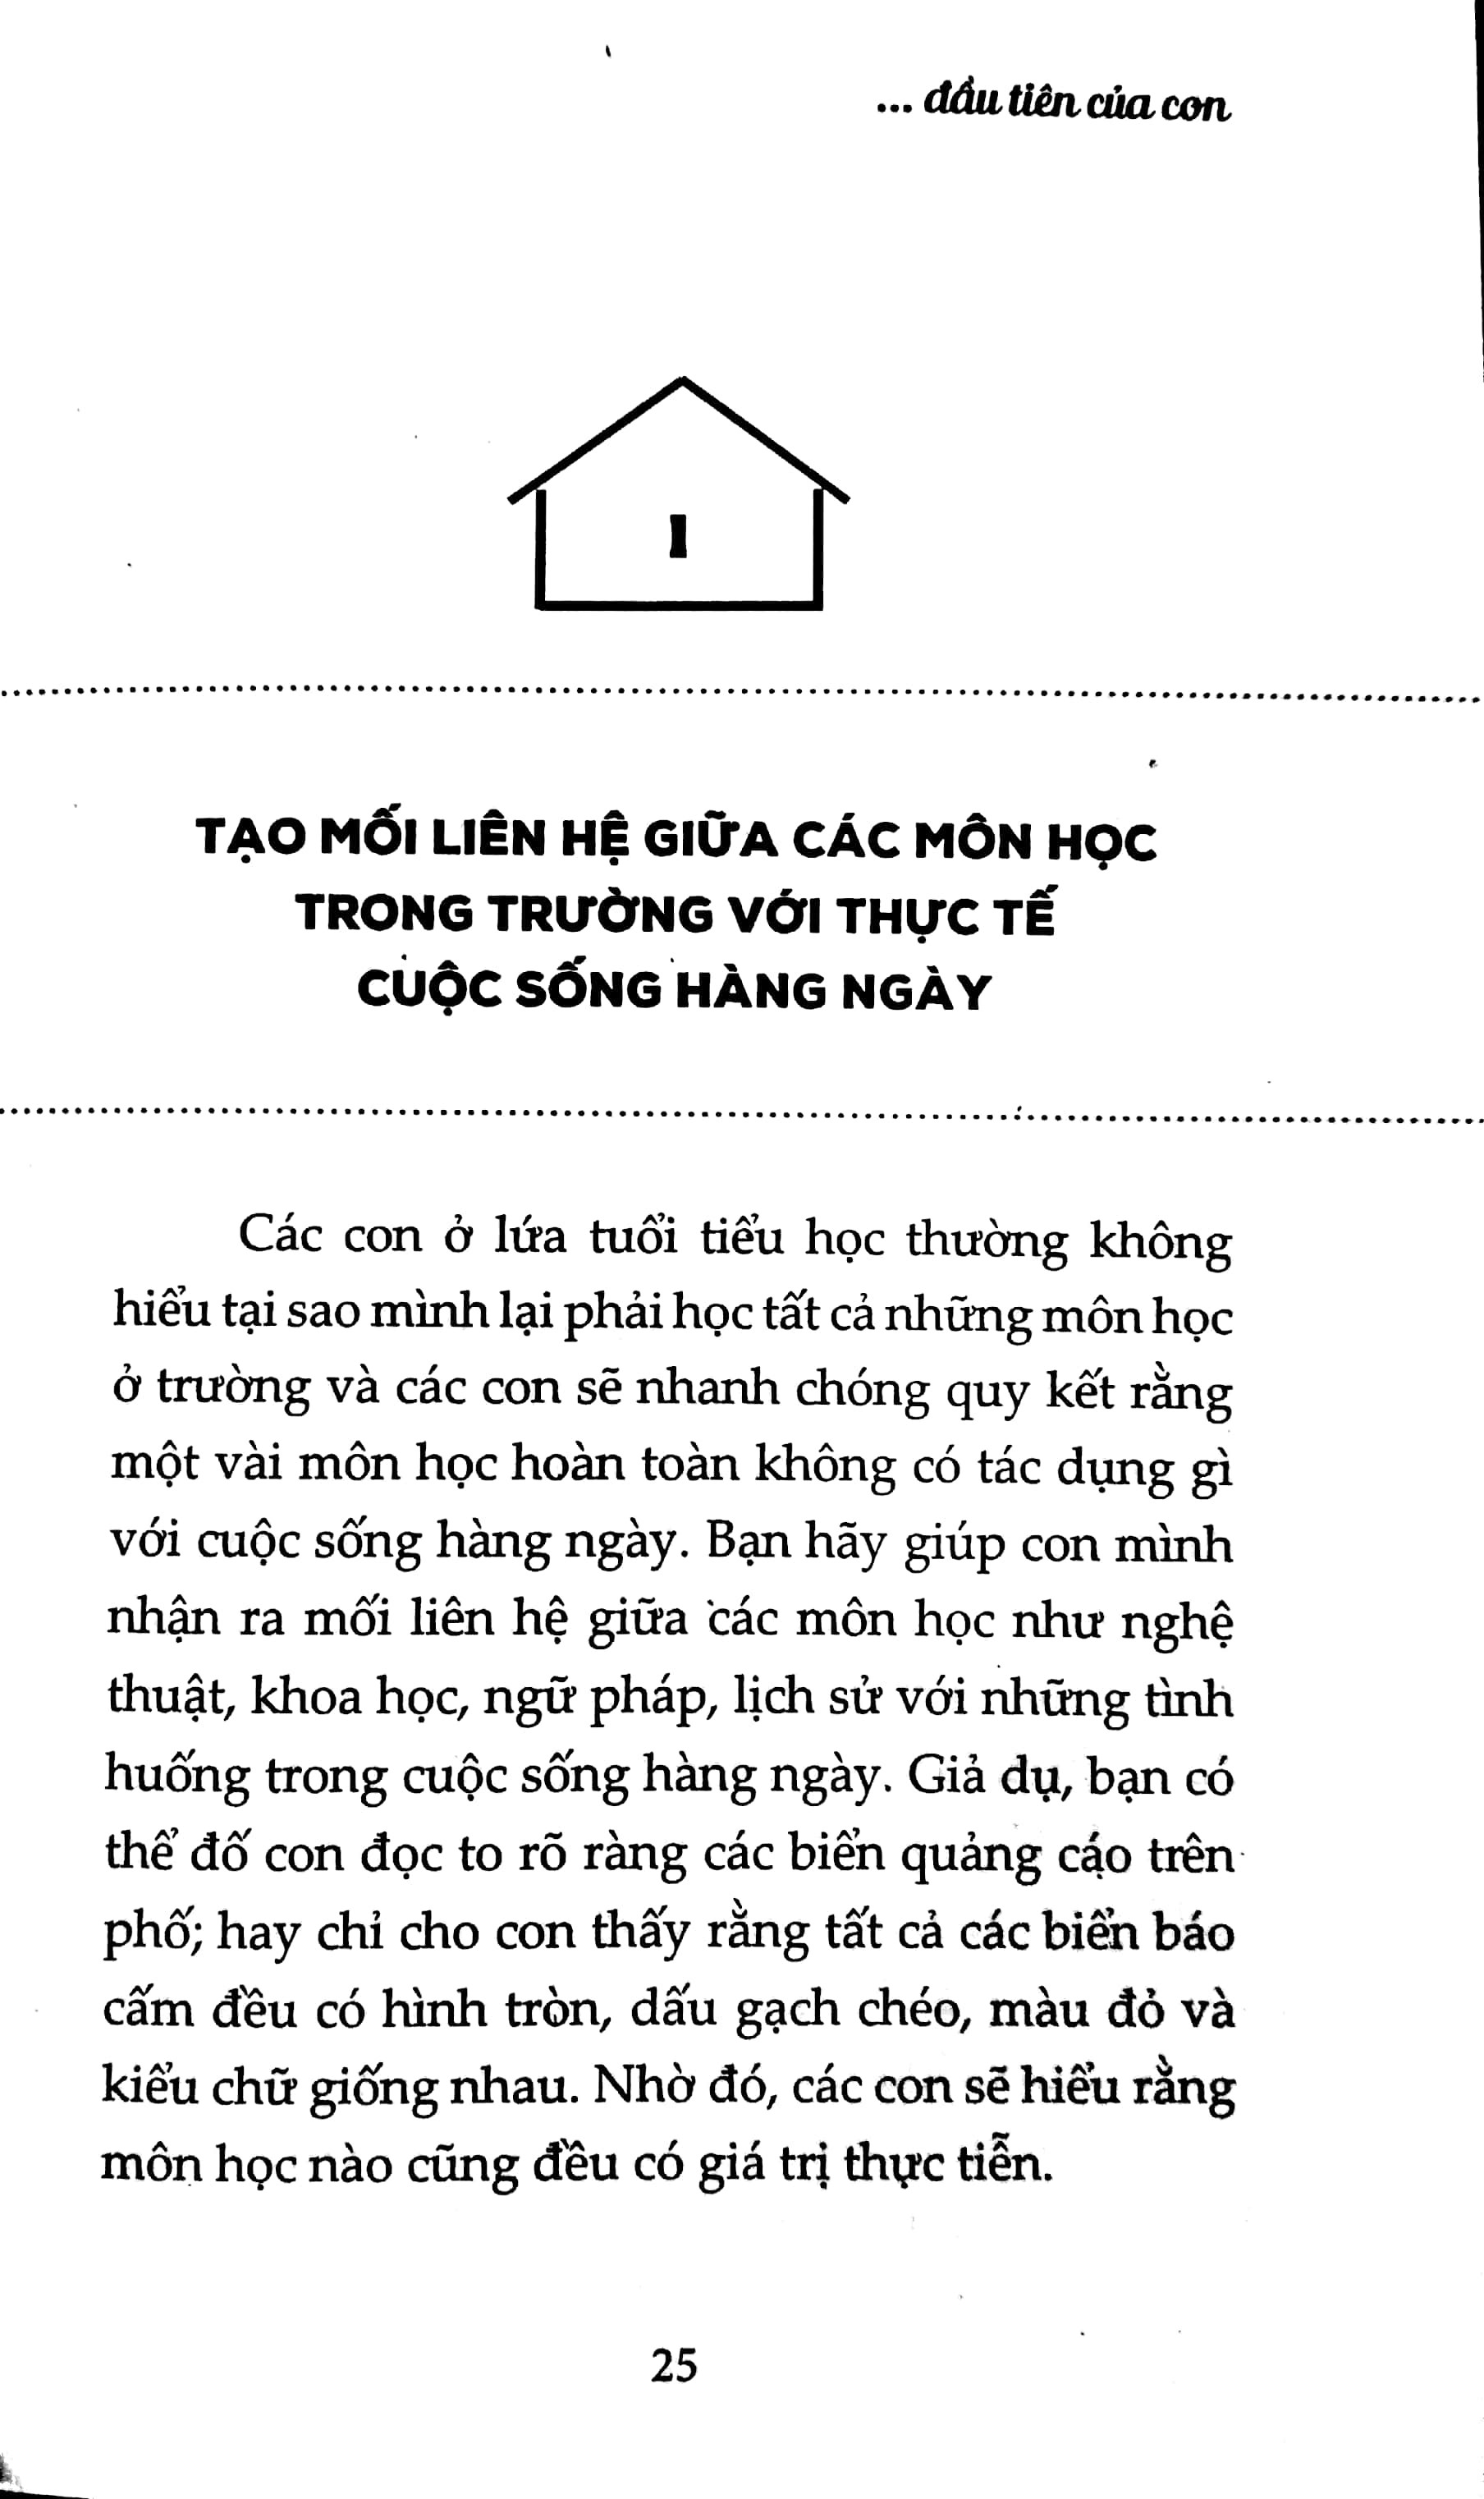 ... đầu tiên của con
I
TẠO MỐI LIÊN HỆ GIỮA CÁC MÔN HỌC
TRONG TRƯỜNG VỚI THỰC TẾ
CUỘC SỐNG HÀNG NGÀY
Các con ở lứa tuổi tiểu học thường không
hiểu tại sao mình lại phải học tất cả những môn học
ở trường và các con sẽ nhanh chóng quy kết rằng
một vài môn học hoàn toàn không có tác dụng gì
với cuộc sống hàng ngày. Bạn hãy giúp con mình
nhận ra mối liên hệ giữa các môn học như nghệ
thuật, khoa học, ngữ pháp, lịch sử với những tình
huống trong cuộc sống hàng ngày. Giả dụ, bạn có
thể đố con đọc to rõ ràng các biển quảng cáo trên
phố; hay chỉ cho con thấy rằng tất cả các biển báo
cấm đều có hình tròn, dấu gạch chéo, màu đỏ và
kiểu chữ giống nhau. Nhờ đó, các con sẽ hiểu rằng
môn học nào cũng đều có giá trị thực tiễn.
25